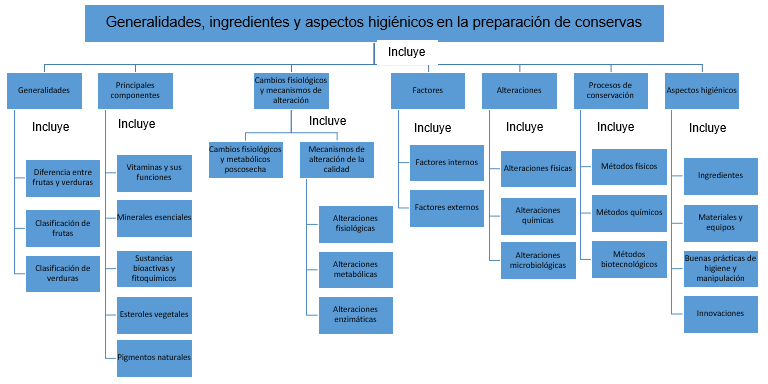 Generalidades, ingredientes y aspectos higiénicos en la preparación de conservas
Incluye
Generalidades
Incluye
Diferencia entre
frutas y verduras
Clasificación de
frutas
Clasificación de
verduras
Principales
componentes
Incluye
Vitaminas y sus
funciones
Minerales esenciales
Sustancias
bioactivas y
fitoquímicos
Esteroles vegetales
Pigmentos naturales
Cambios fisiológicos
y mecanismos de
alteración
Incluye
Cambios fisiológicos
y metabólicos
poscosecha
Mecanismos de
alteración de la
calidad
Alteraciones
fisiológicas
Alteraciones
metabólicas
Alteraciones
enzimáticas
Factores
Incluye
Factores internos
Factores externos
Alteraciones
Incluye
Alteraciones físicas
Alteraciones
químicas
Alteraciones
microbiológicas
Procesos de
conservación
Incluye
Métodos físicos
Métodos químicos
Métodos
biotecnológicos
Aspectos higiénicos
Incluye
Ingredientes
Materiales y
equipos
Buenas prácticas de
higiene y
manipulación
Innovaciones